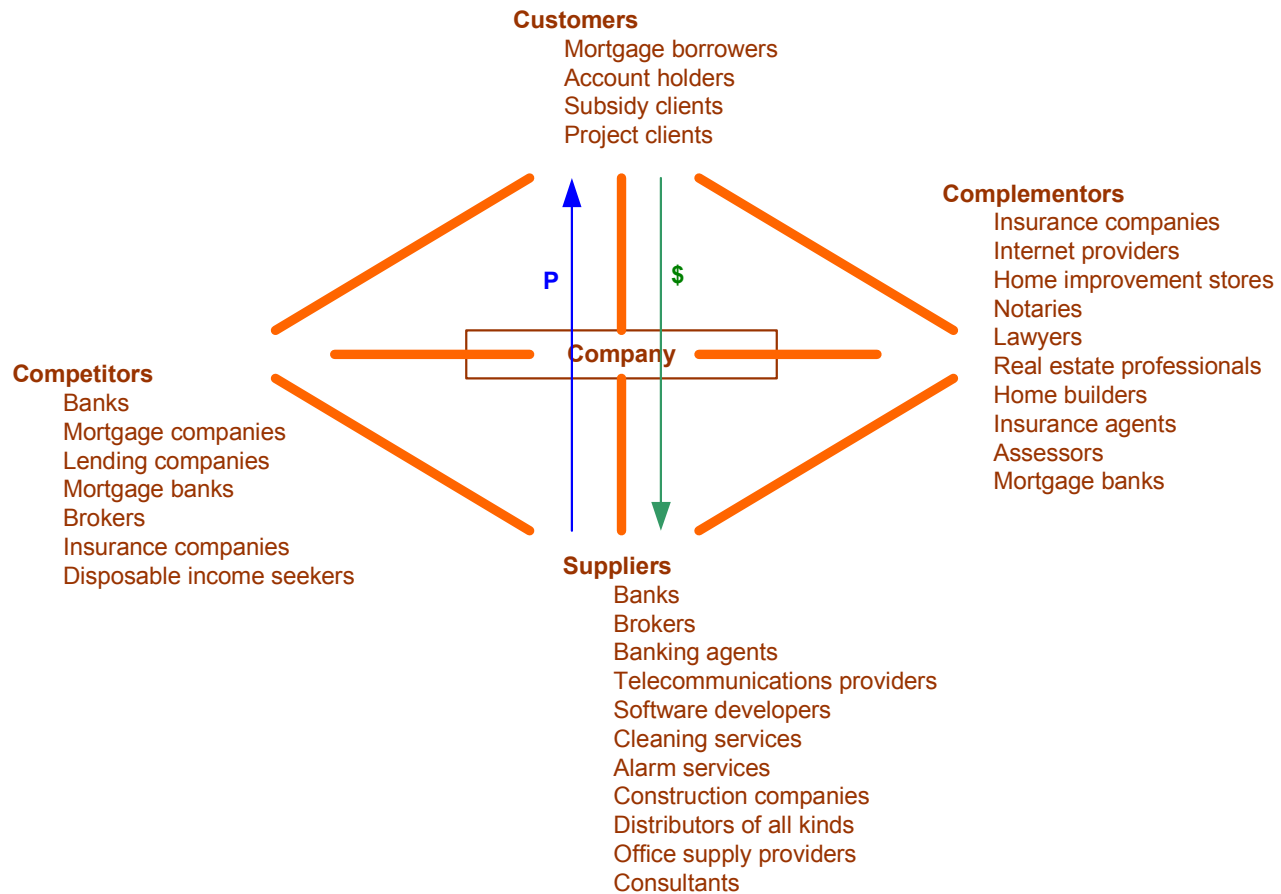 Customers
Mortgage borrowers
Account holders
Subsidy clients
Project clients
Complementors
Insurance companies
Internet providers
Home improvement stores
Notaries
Lawyers
Real estate professionals
Home builders
Insurance agents
Assessors
Mortgage banks
P
$
Company
Competitors
Banks
Mortgage companies
Lending companies
Mortgage banks
Brokers
Insurance companies
Disposable income seekers
Suppliers
Banks
Brokers
Banking agents
Telecommunications providers
Software developers
Cleaning services
Alarm services
Construction companies
Distributors of all kinds
Office supply providers
Consultants